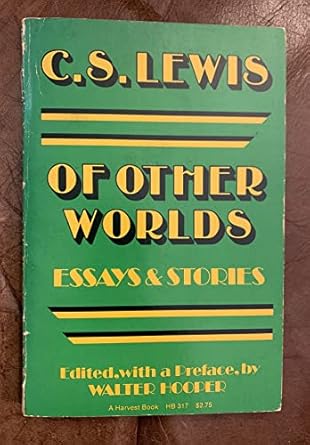 C.S. LEWIS
OF OTHER
WORLDS
ESSAYS & STORIES
Edited, with a Preface, by
WALTER HOOPER
A Harvest Book HB 317 $2.75